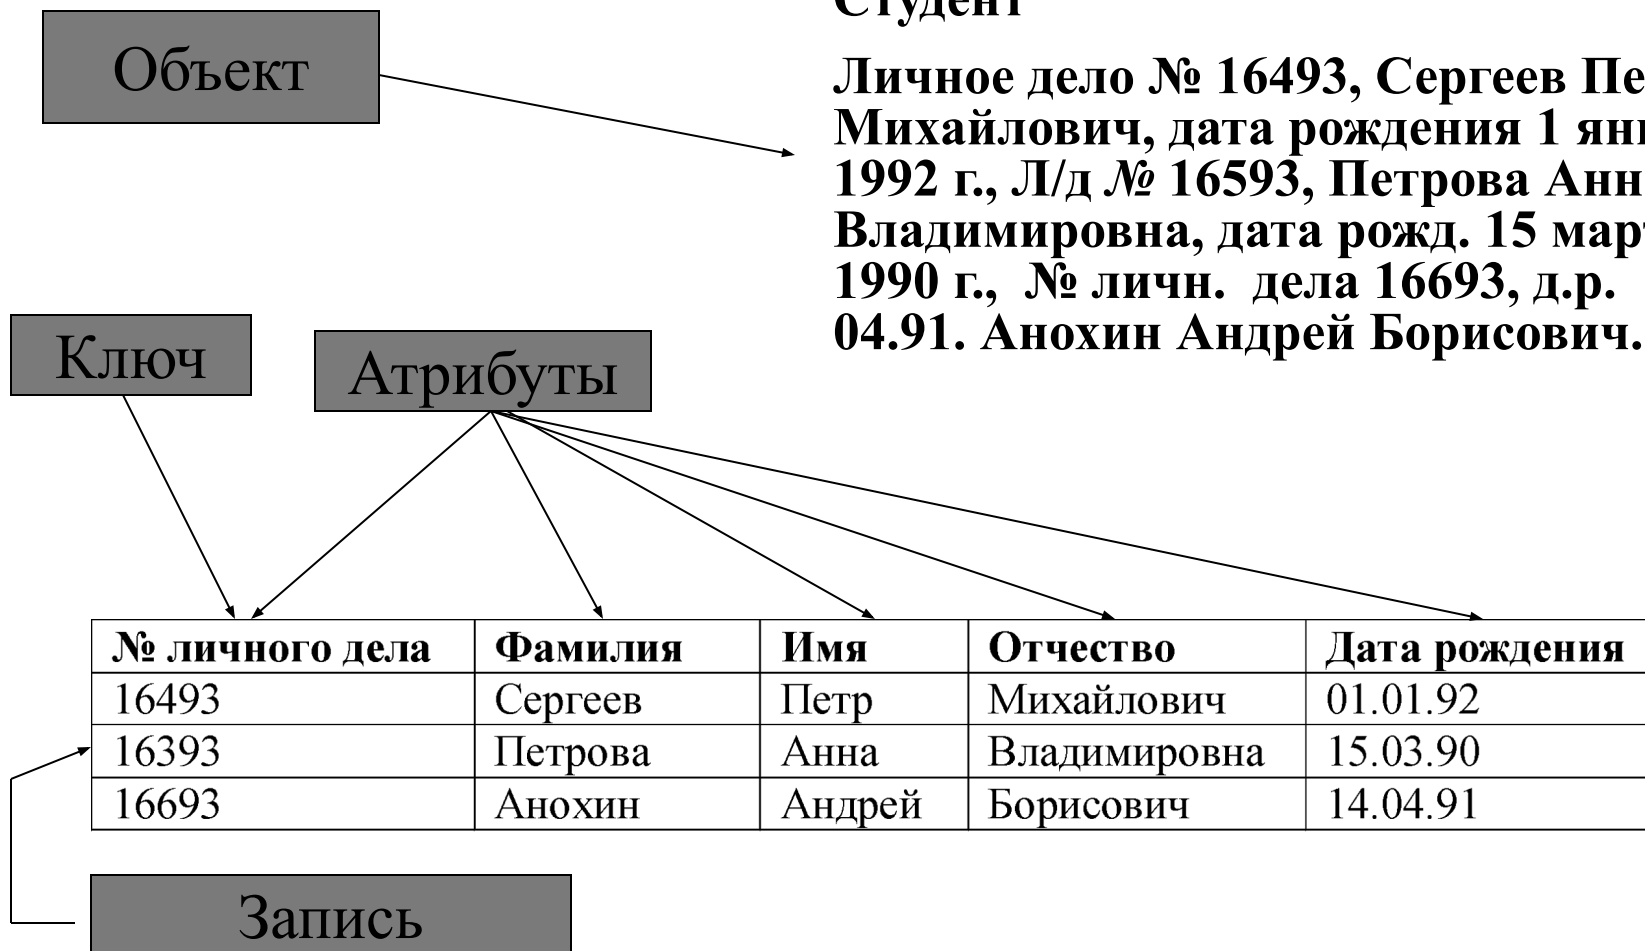 Студент
Объект
Личное дело № 16493, Сергеев Пе
Михайлович, дата рождения 1 янв
1992 г., Л/д № 16593, Петрова Анн
Владимировна, дата рожд. 15 мар
1990 г., № личн. дела 16693, д.р.
04.91. Анохин Андрей Борисович.
Ключ
Атрибуты
№ личного дела Фамилия Имя Отчество Дата рождения
16493 Сергеев Петр Михайлович 01.01.92
16393 Петрова Анна Владимировна 15.03.90
16693 Анохин Андрей Борисович 14.04.91
Запись